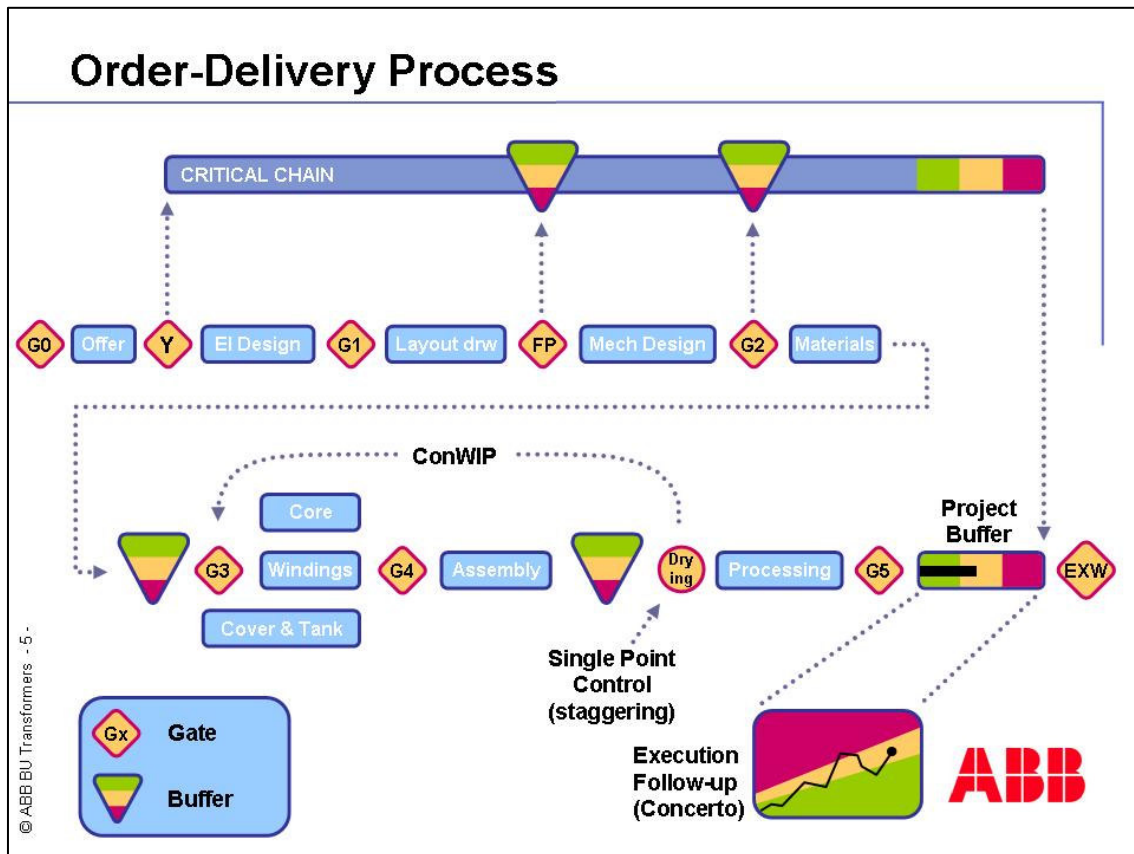 Order-Delivery Process
CRITICAL CHAIN
G0
Offer
Y
El Design
G1
Layout drw
FP
Mech Design
G2
Materials
ConWIP
Core
Project
Buffer
G3
Windings
G4
Assembly
Dry
ing
Processing
G5
EXW
Cover & Tank
Single Point
Control
(staggering)
Gx
Gate
Buffer
Execution
Follow-up
(Concerto)
ABB
© ABB BU Transformers - 5 -